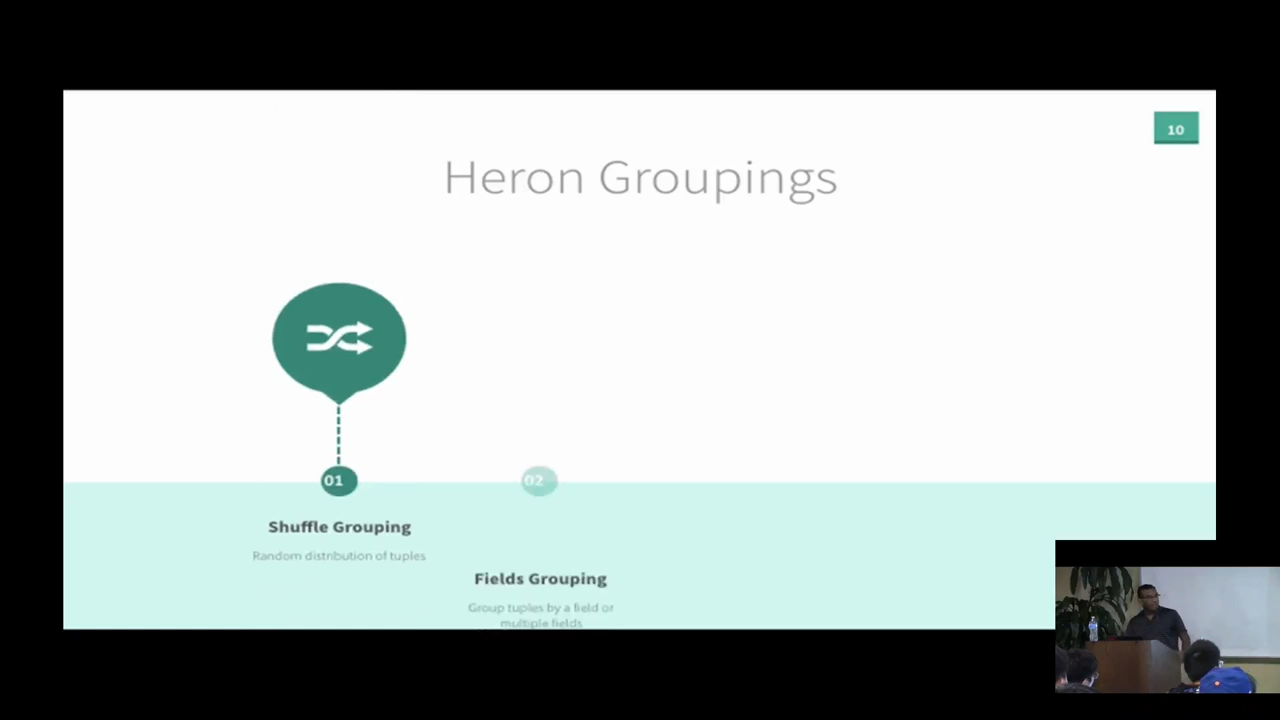 10
Heron Groupings
01
02
Shuffle Grouping
Random distribution of tuples
Fields Grouping
Group tuples by a field or
multiple fields